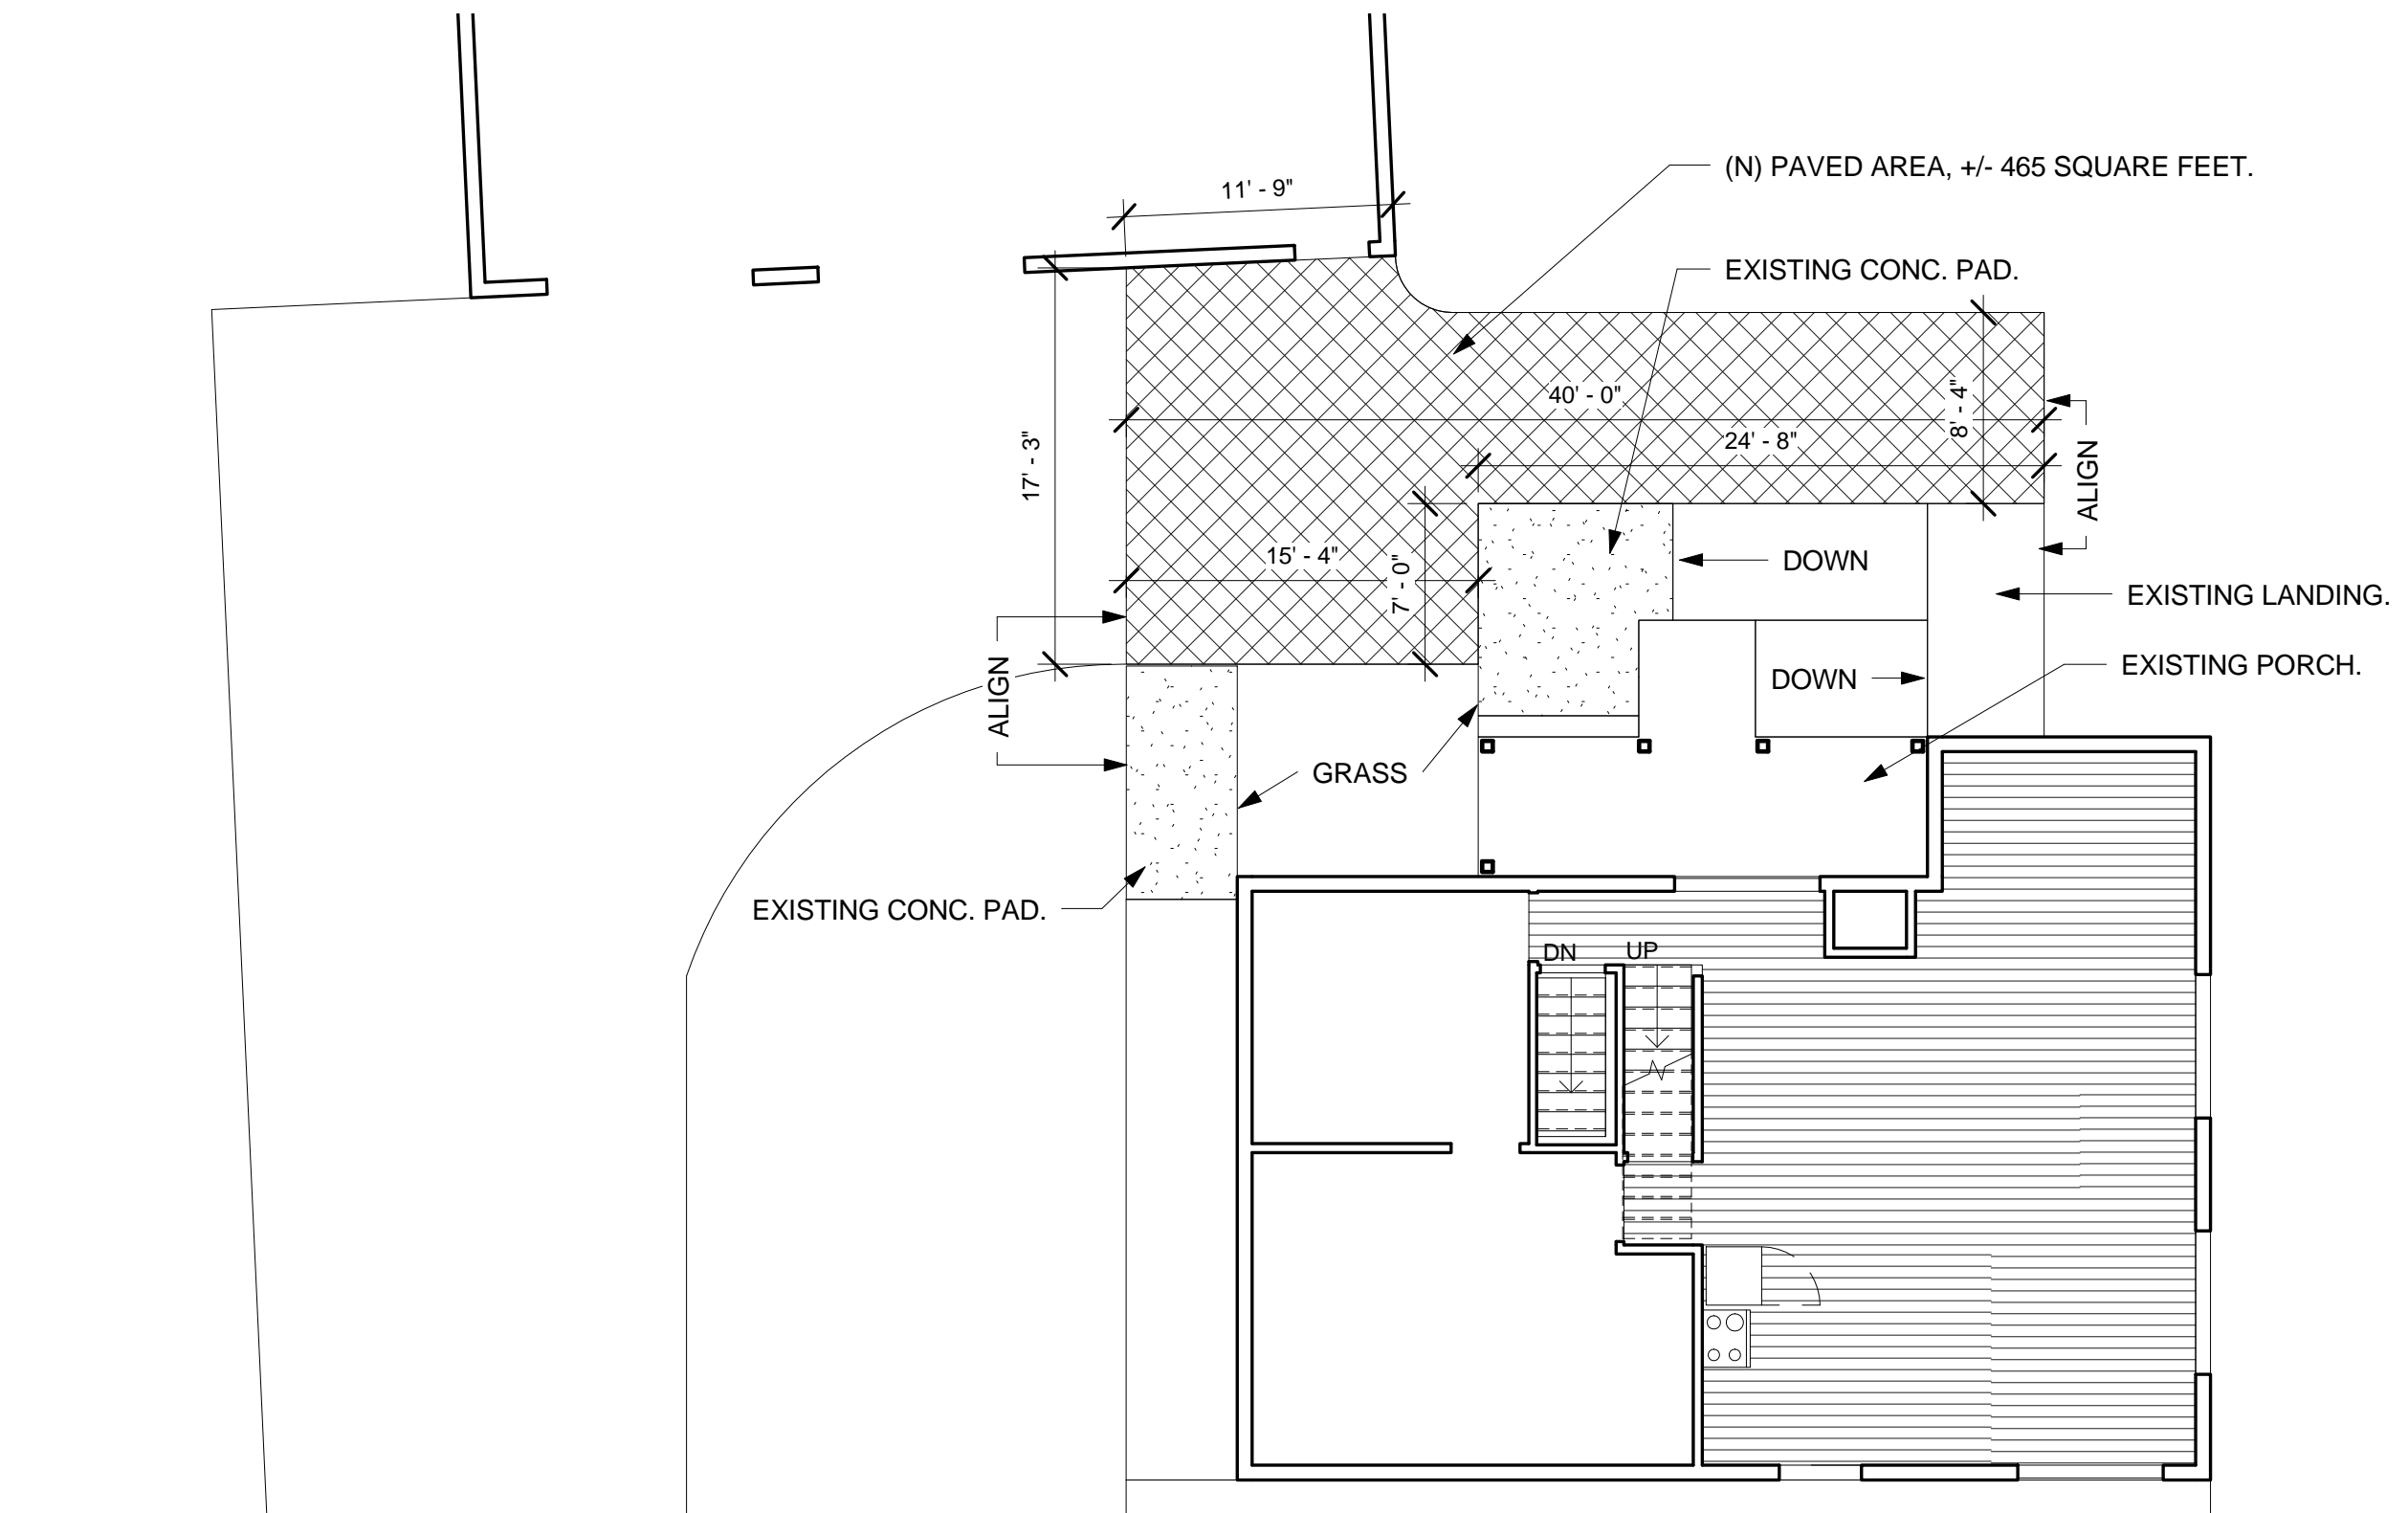 (N) PAVED AREA, +/- 465 SQUARE FEET.
11' - 9"
EXISTING CONC. PAD.
40' - 0"
8' - 4"
24' - 8"
17' - 3"
ALIGN
15' - 4"
7' - 0"
DOWN
EXISTING LANDING.
EXISTING PORCH.
DOWN
ALIGN
GRASS
EXISTING CONC. PAD.
DN
UP